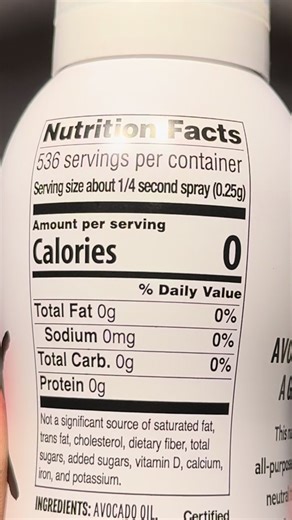 Nutrition Facts
536 servings per container
Serving size about 1/4 second spray (0.25g)
Amount per serving
Calories 0
% Daily Value
Total Fat 0g 0%
Sodium 0mg 0%
Total Carb. 0g 0%
Protein 0g
Not a significant source of saturated fat,
trans fat, cholesterol, dietary fiber, total
sugars, added sugars, vitamin D, calcium,
iron, and potassium.
INGREDIENTS: AVOCADO OIL.
Certified
A G
This
all-purpose
neutral